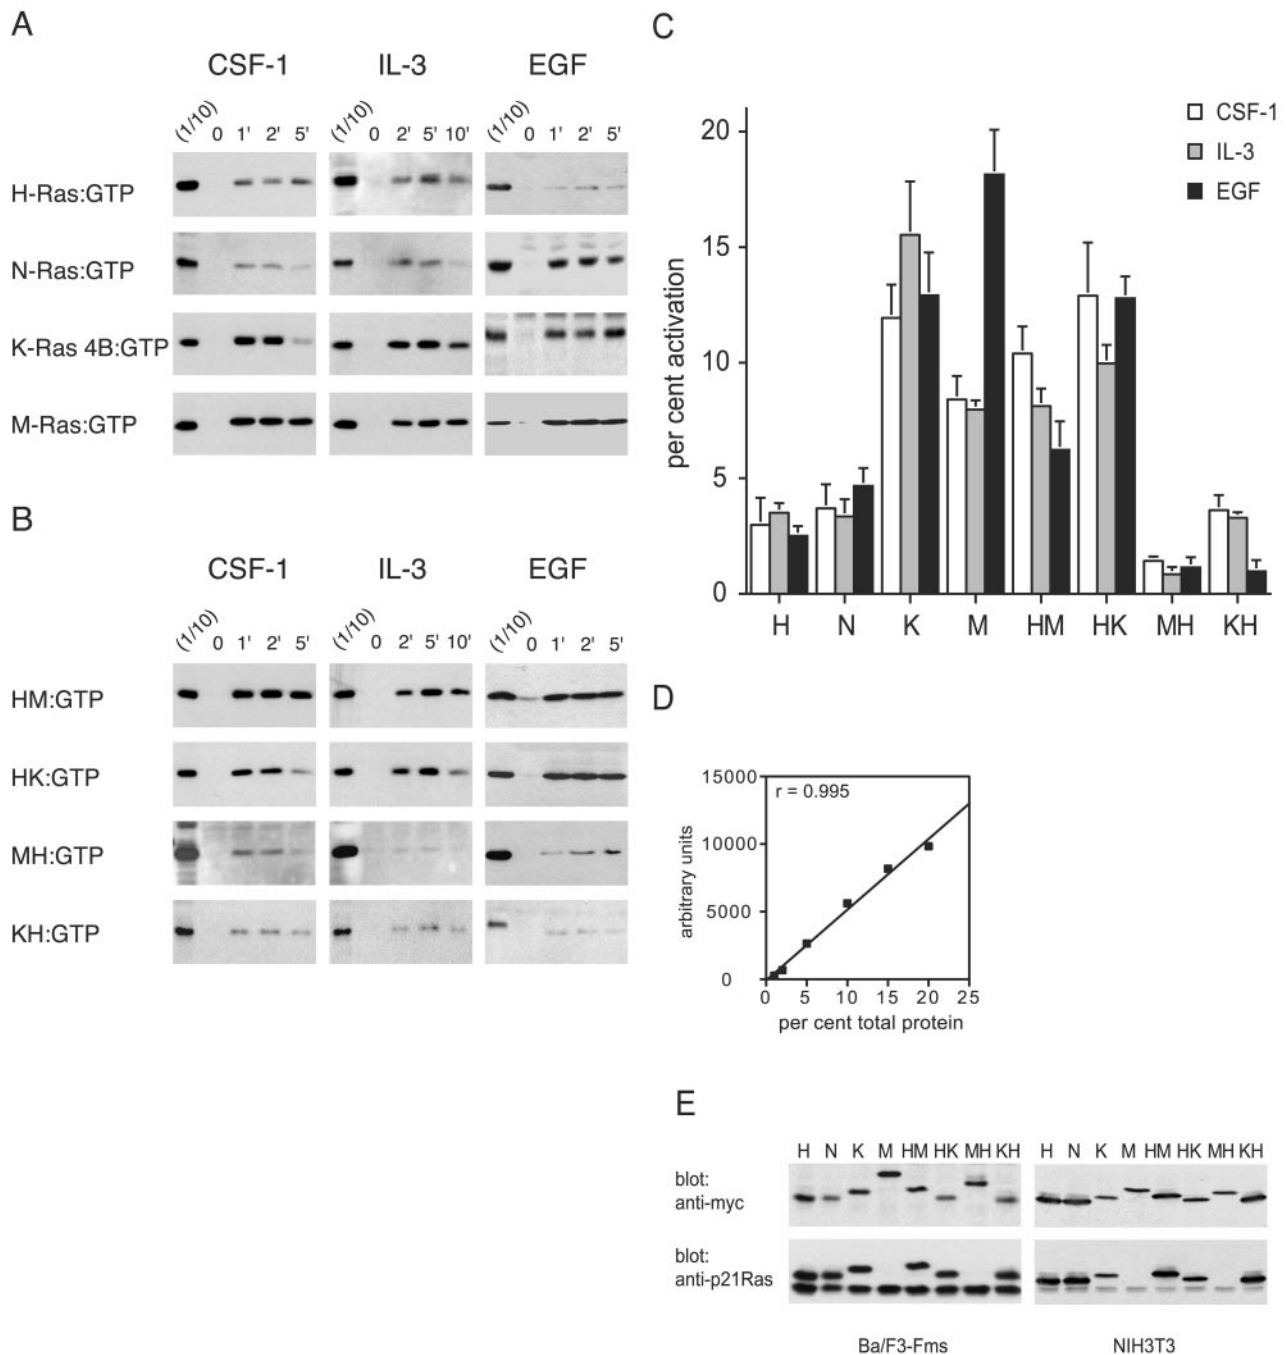 A
CSF-1 IL-3 EGF
(1/10) 0 1' 2' 5' (1/10) 0 2' 5' 10' (1/10) 0 1' 2' 5'
H-Ras:GTP
N-Ras:GTP
K-Ras 4B:GTP
M-Ras:GTP
B
CSF-1 IL-3 EGF
(1/10) 0 1' 2' 5' (1/10) 0 2' 5' 10' (1/10) 0 1' 2' 5'
HM:GTP
HK:GTP
MH:GTP
KH:GTP
C
CSF-1
IL-3
EGF
per cent activation
20
15
10
5
0
H N K M HM HK MH KH
D
r = 0.995
arbitrary units
15000
10000
5000
0
0 5 10 15 20 25
per cent total protein
E
H N K M HM HK MH KH H N K M HM HK MH KH
blot:
anti-myc
blot:
anti-p21Ras
Ba/F3-Fms NIH3T3